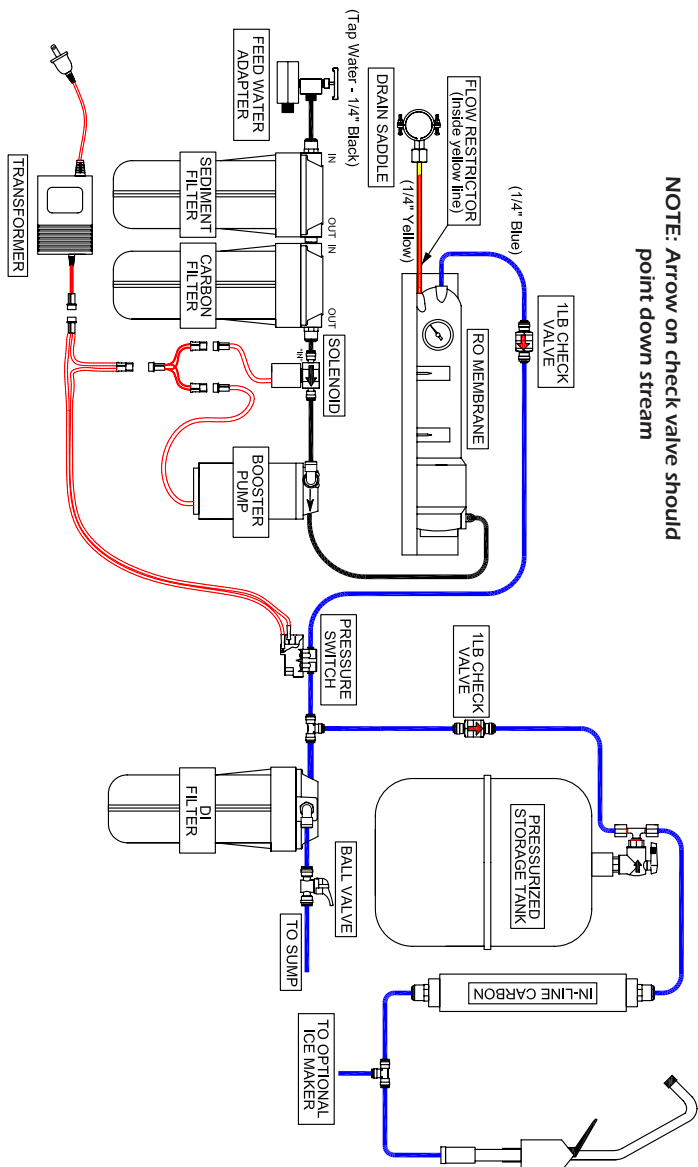 NOTE: Arrow on check valve should
point down stream
1LB CHECK
VALVE
(1/4" Blue)
FLOW RESTRICTOR
(Inside yellow line)
DRAIN SADDLE
(1/4" Yellow)
RO MEMBRANE
(Tap Water - 1/4" Black)
FEED WATER
ADAPTER
IN
SEDIMENT
FILTER
OUT
IN
CARBON
FILTER
OUT
"IN"
SOLENOID
BOOSTER
PUMP
TRANSFORMER
PRESSURE
SWITCH
1LB CHECK
VALVE
DI
FILTER
BALL VALVE
TO SUMP
PRESSURIZED
STORAGE TANK
IN-LINE CARBON
TO OPTIONAL
ICE MAKER